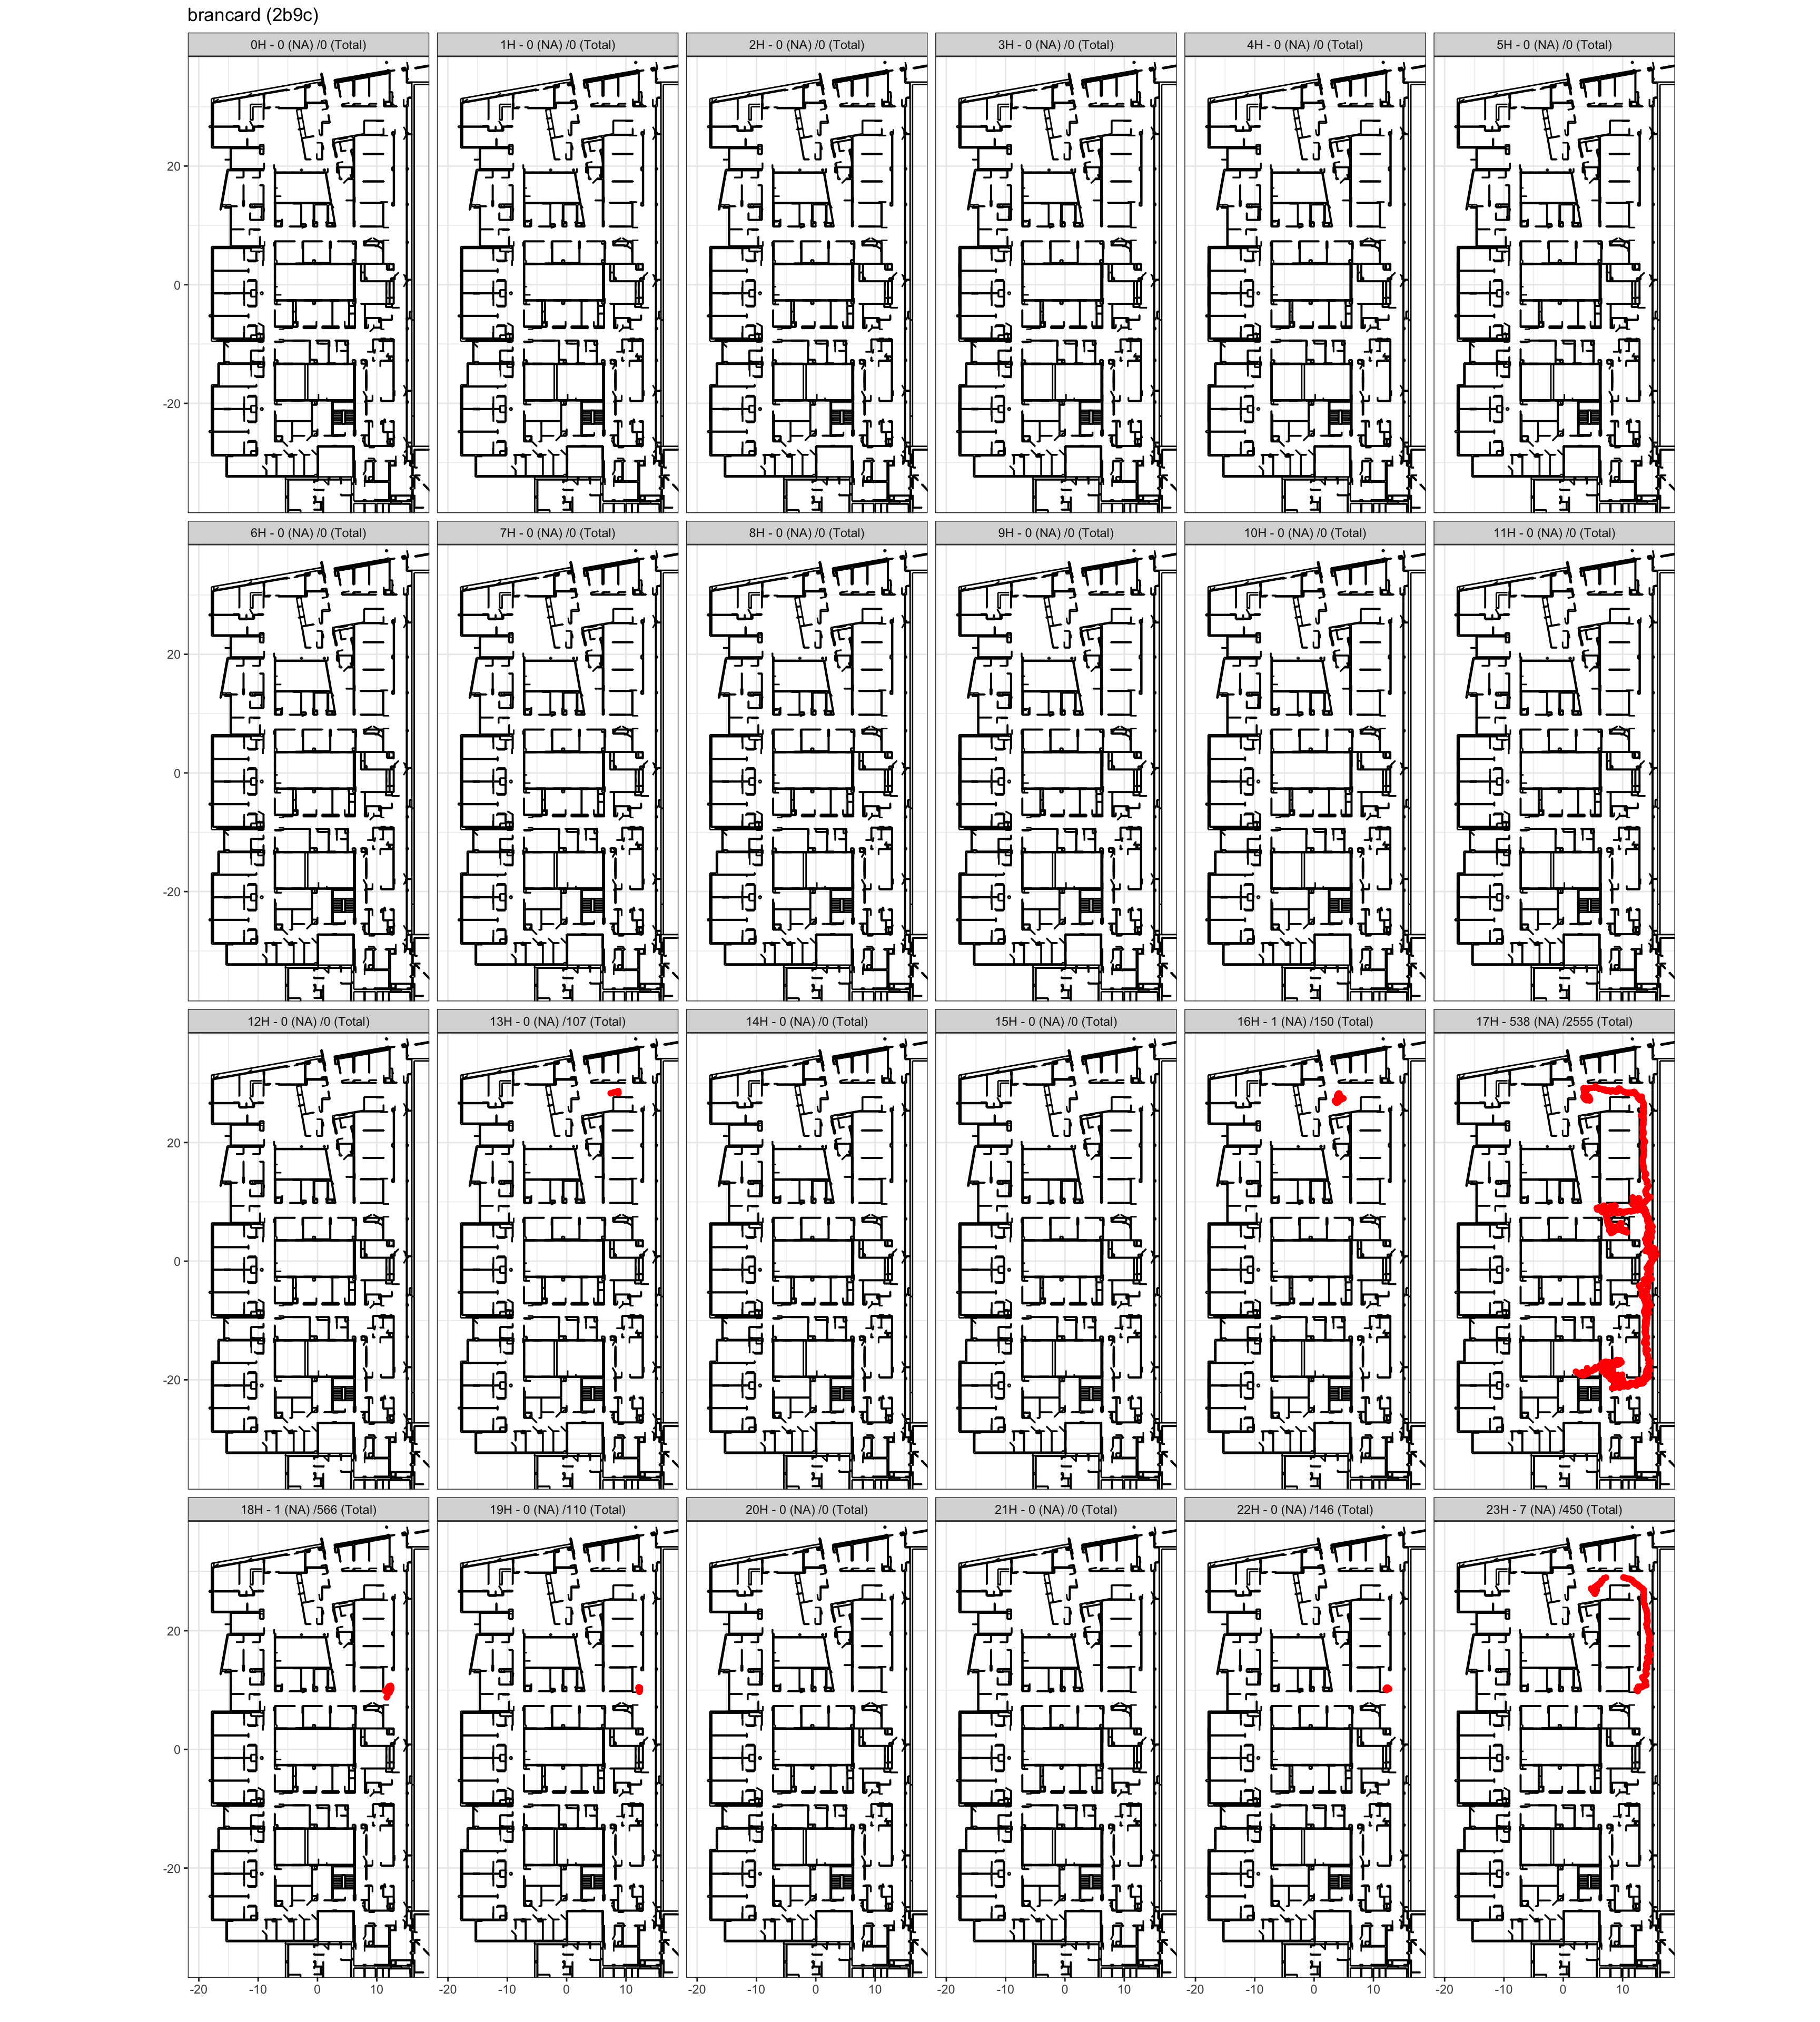 brancard (2b9c)
0H - 0 (NA) /0 (Total) 1H - 0 (NA) /0 (Total) 2H - 0 (NA) /0 (Total) 3H - 0 (NA) /0 (Total) 4H - 0 (NA) /0 (Total) 5H - 0 (NA) /0 (Total)
20
0
-20
6H - 0 (NA) /0 (Total) 7H - 0 (NA) /0 (Total) 8H - 0 (NA) /0 (Total) 9H - 0 (NA) /0 (Total) 10H - 0 (NA) /0 (Total) 11H - 0 (NA) /0 (Total)
20
0
-20
12H - 0 (NA) /0 (Total) 13H - 0 (NA) /107 (Total) 14H - 0 (NA) /0 (Total) 15H - 0 (NA) /0 (Total) 16H - 1 (NA) /150 (Total) 17H - 538 (NA) /2555 (Total)
20
0
-20
18H - 1 (NA) /566 (Total) 19H - 0 (NA) /110 (Total) 20H - 0 (NA) /0 (Total) 21H - 0 (NA) /0 (Total) 22H - 0 (NA) /146 (Total) 23H - 7 (NA) /450 (Total)
20
0
-20
-20 -10 0 10 -20 -10 0 10 -20 -10 0 10 -20 -10 0 10 -20 -10 0 10 -20 -10 0 10